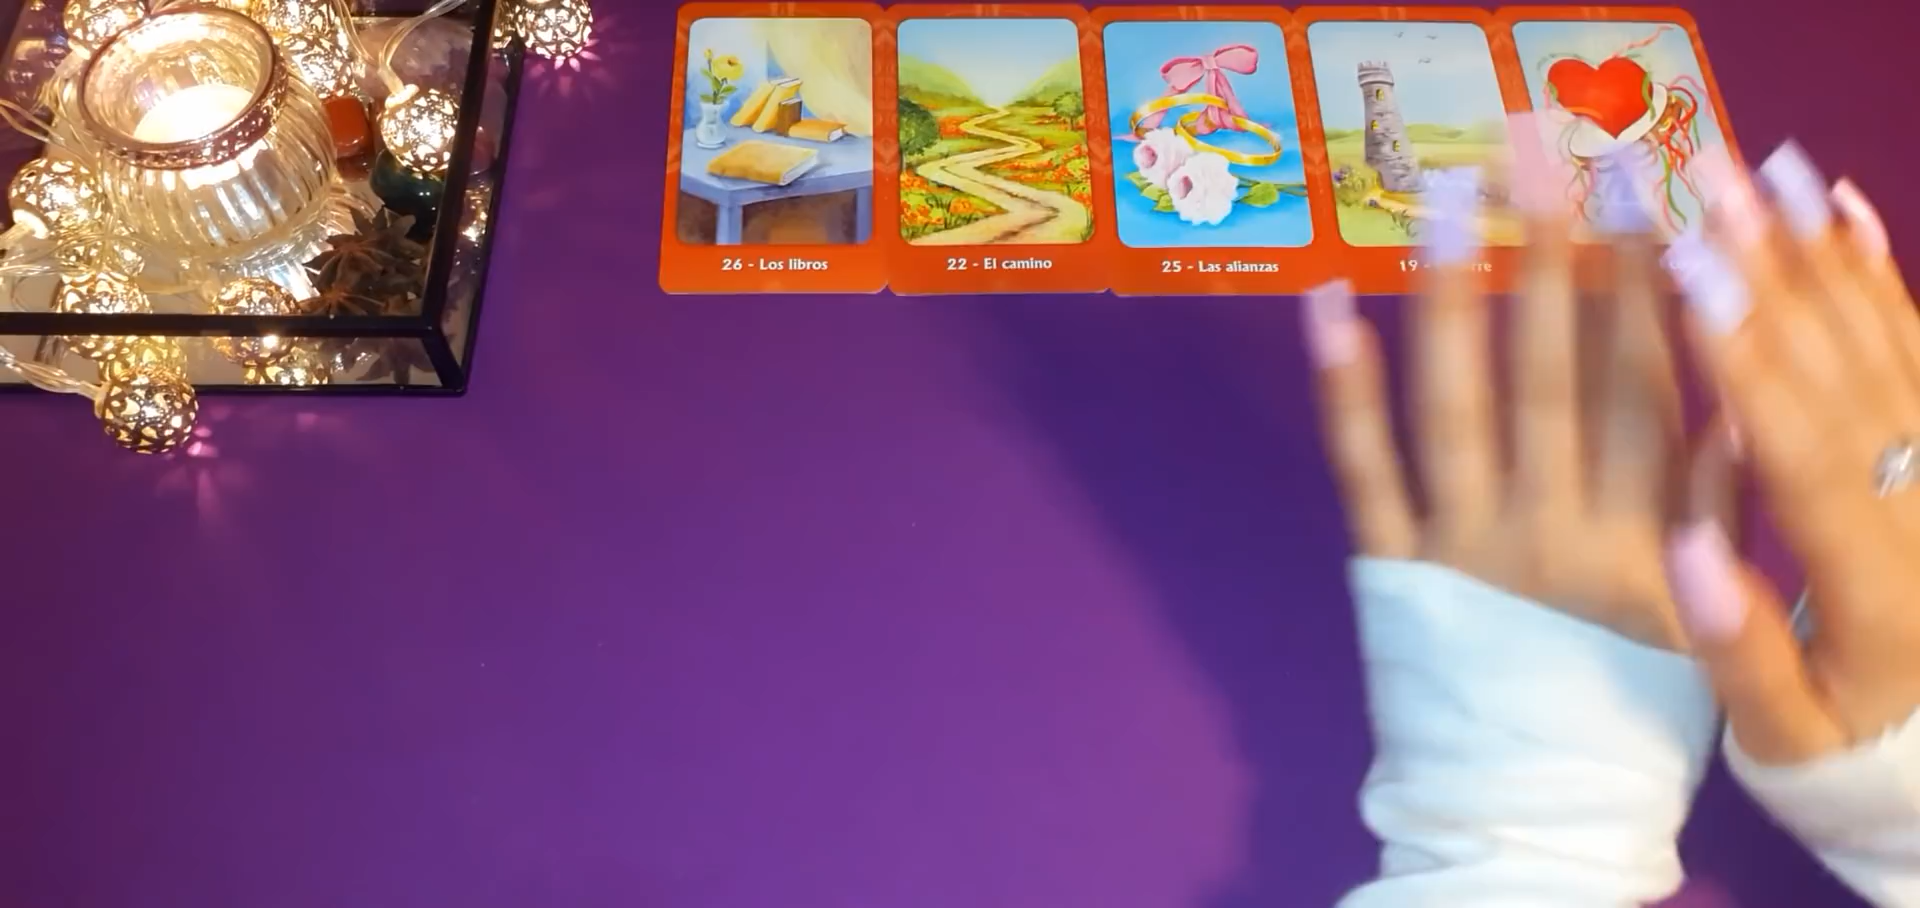 26 - Los libros
22 - El camino
25 - Las alianzas
19 -